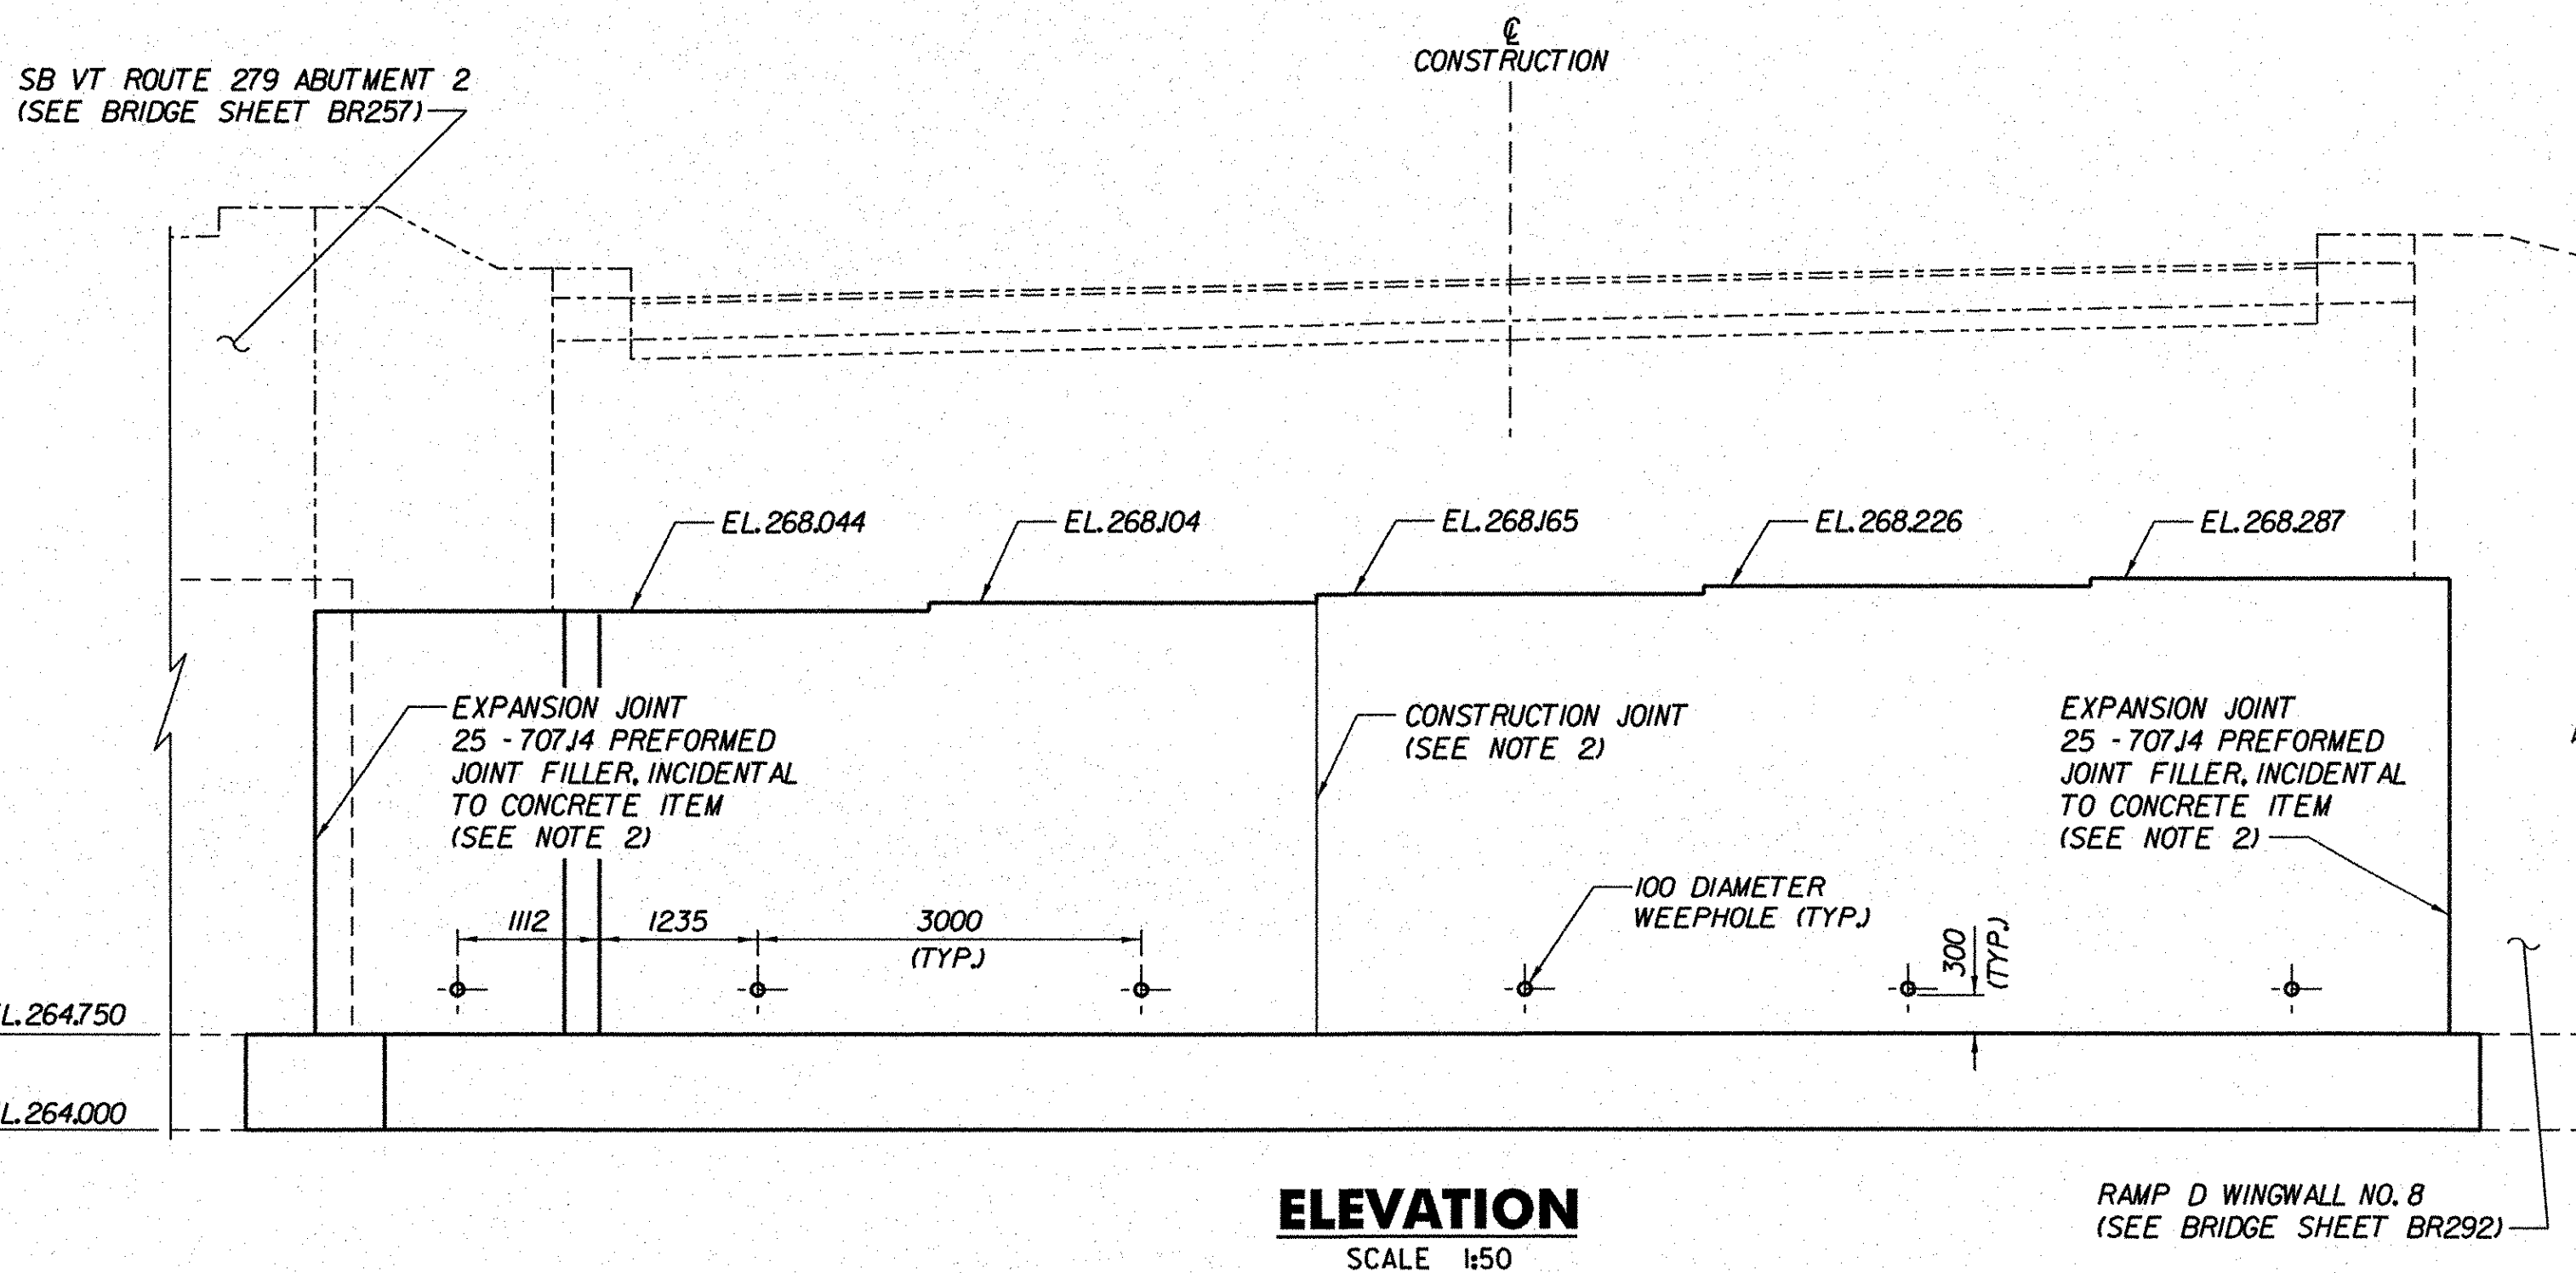 ℄
CONSTRUCTION
SB VT ROUTE 279 ABUTMENT 2
(SEE BRIDGE SHEET BR257)
EL.268.044
EL.268.104
EL.268.165
EL.268.226
EL.268.287
EXPANSION JOINT
25 -707.14 PREFORMED
JOINT FILLER, INCIDENTAL
TO CONCRETE ITEM
(SEE NOTE 2)
CONSTRUCTION JOINT
(SEE NOTE 2)
EXPANSION JOINT
25 -707.14 PREFORMED
JOINT FILLER, INCIDENTAL
TO CONCRETE ITEM
(SEE NOTE 2)
100 DIAMETER
WEEPHOLE (TYP.)
1112
1235
3000
(TYP.)
300
(TYP.)
L.264.750
L.264.000
ELEVATION
SCALE 1:50
RAMP D WINGWALL NO. 8
(SEE BRIDGE SHEET BR292)